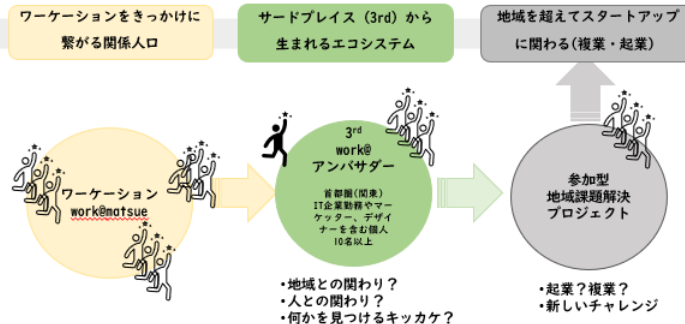 ワーケーションをきっかけに
繋がる関係人口
サードプレイス（3rd）から
生まれるエコシステム
地域を超えてスタートアップ
に関わる(複業・起業)
ワーケーション
work@matsue
3rd
work@
アンバサダー
首都圏(関東)
IT企業勤務やマー
ケッター、デザイ
ナーを含む個人
10名以上
参加型
地域課題解決
プロジェクト
・地域との関わり？
・人との関わり？
・何かを見つけるキッカケ？
・起業？複業？
・新しいチャレンジ